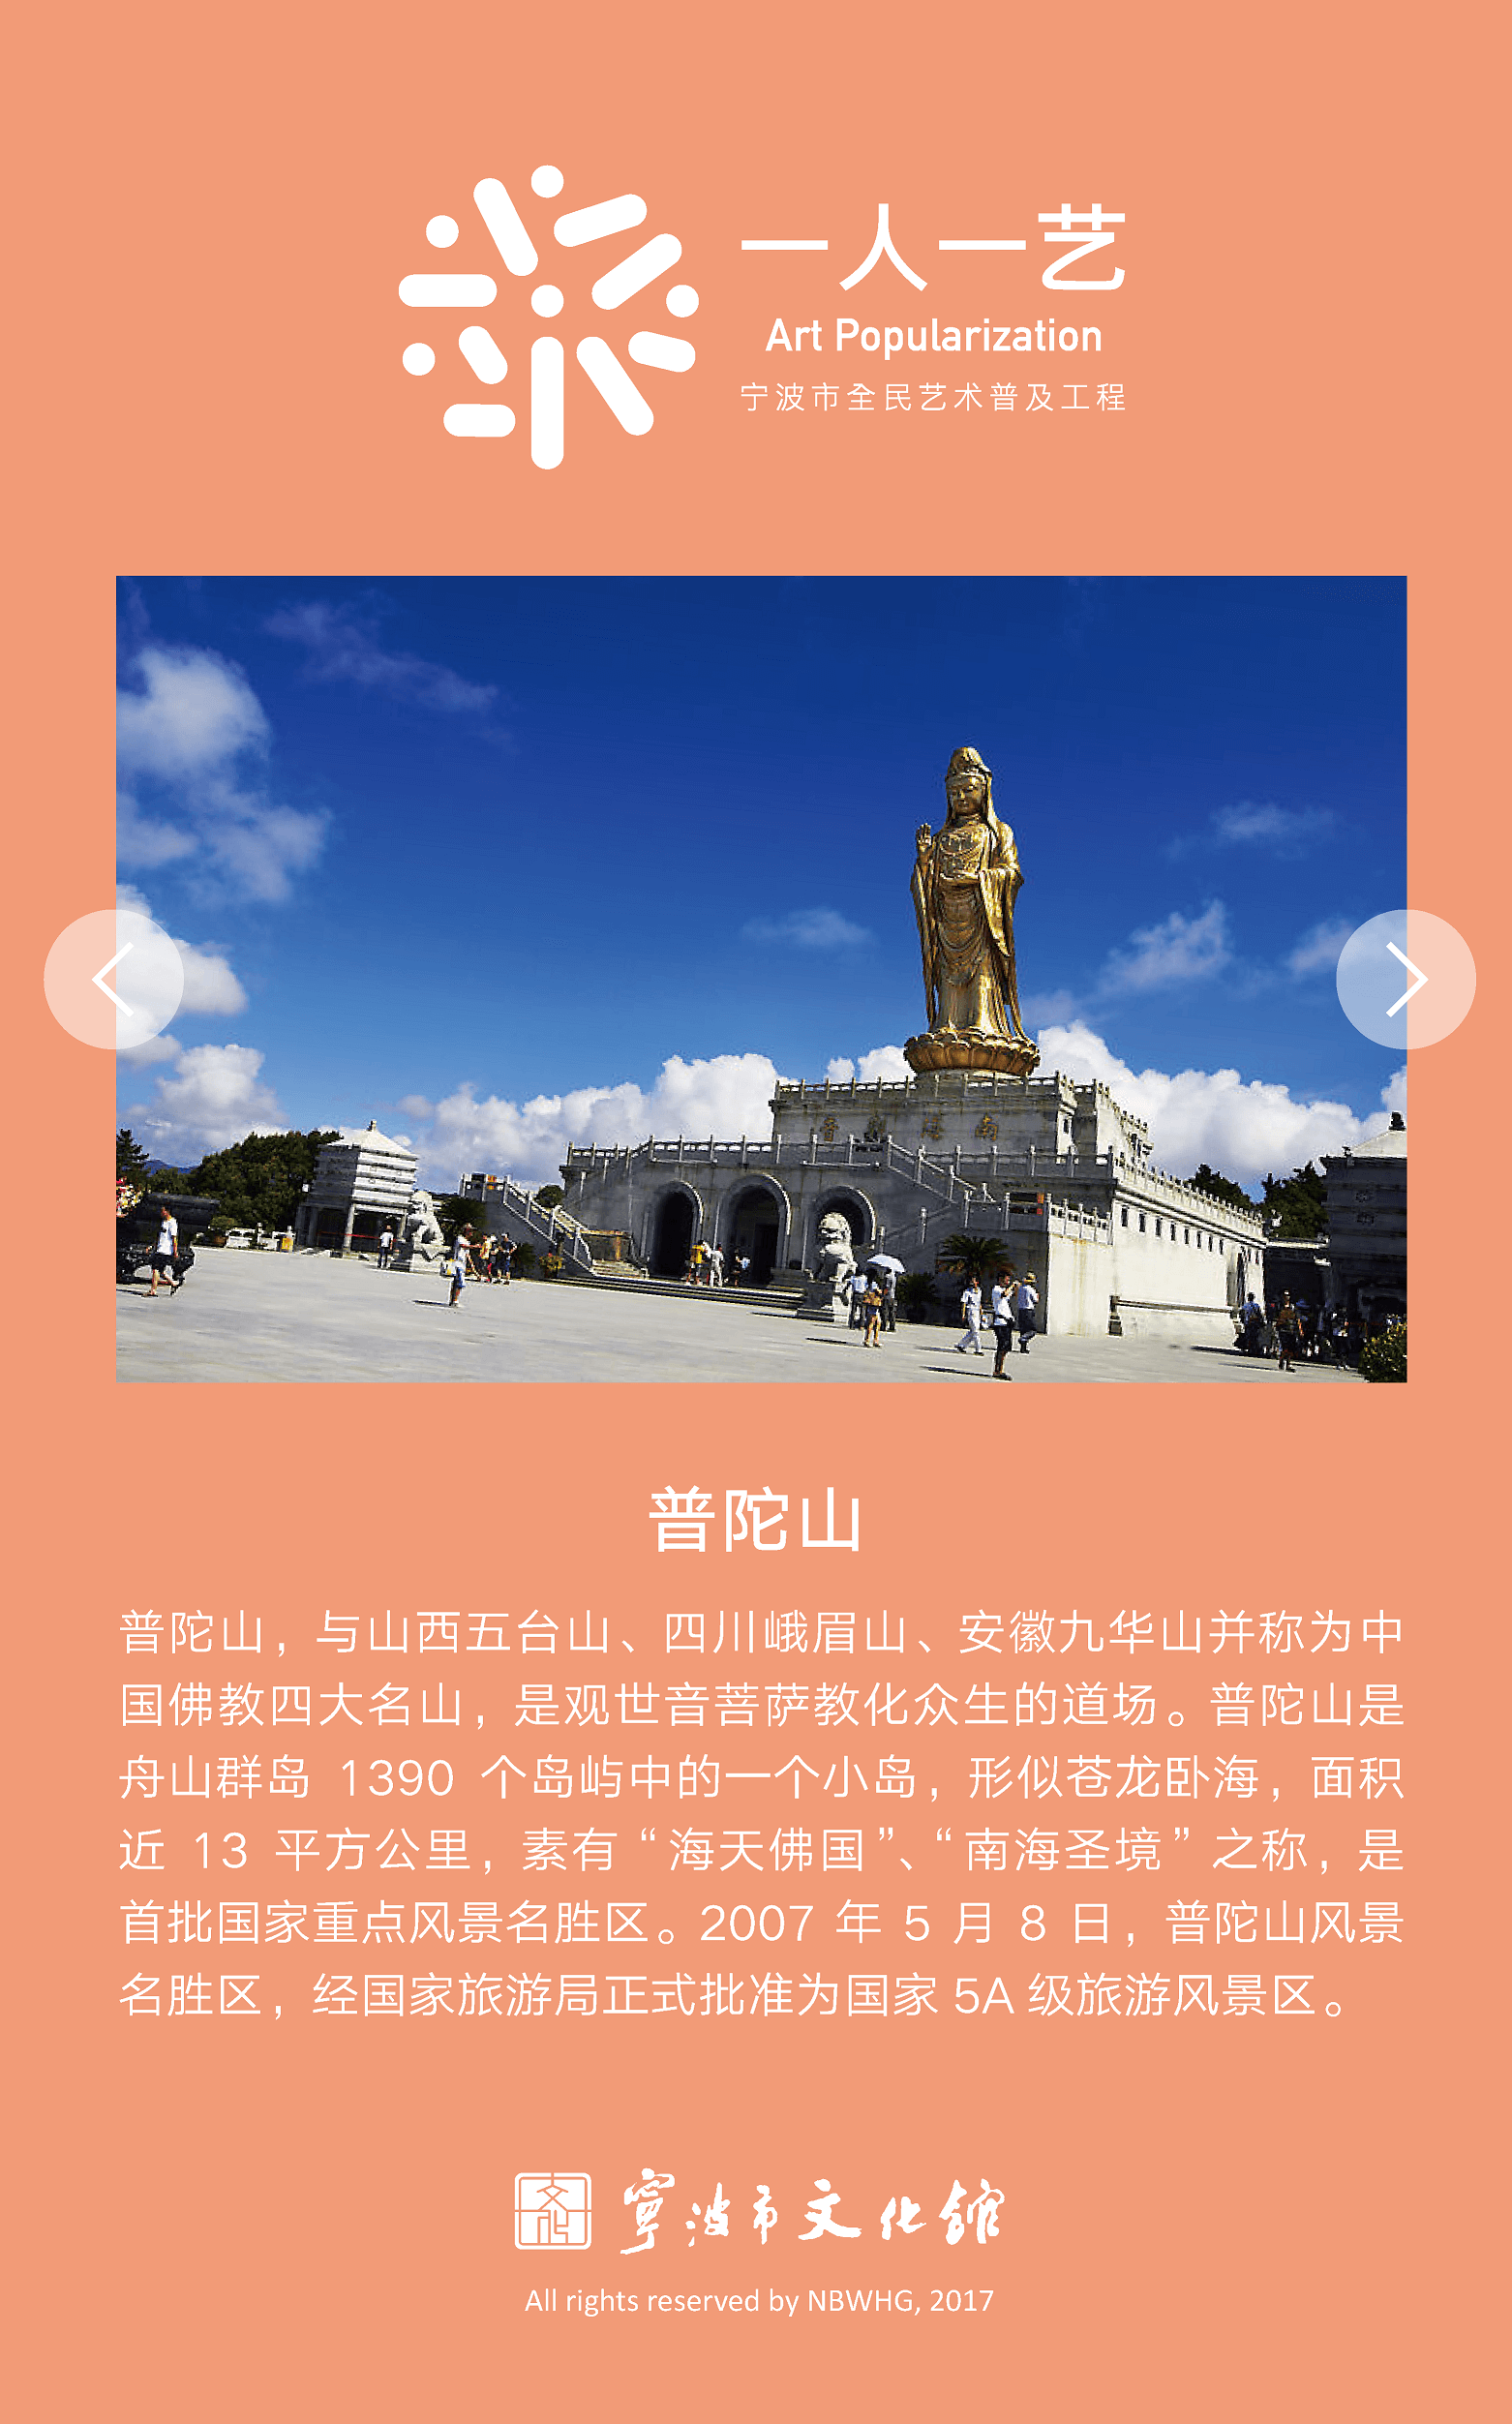 一人一艺
Art Popularization
宁波市全民艺术普及工程
普陀山
普陀山，与山西五台山、四川峨眉山、安徽九华山并称为中
国佛教四大名山，是观世音菩萨教化众生的道场。普陀山是
舟山群岛 1390 个岛屿中的一个小岛，形似苍龙卧海，面积
近 13 平方公里，素有“海天佛国”、“南海圣境”之称，是
首批国家重点风景名胜区。2007 年 5 月 8 日，普陀山风景
名胜区，经国家旅游局正式批准为国家 5A 级旅游风景区。
寧波市文化館
All rights reserved by NBWHG, 2017